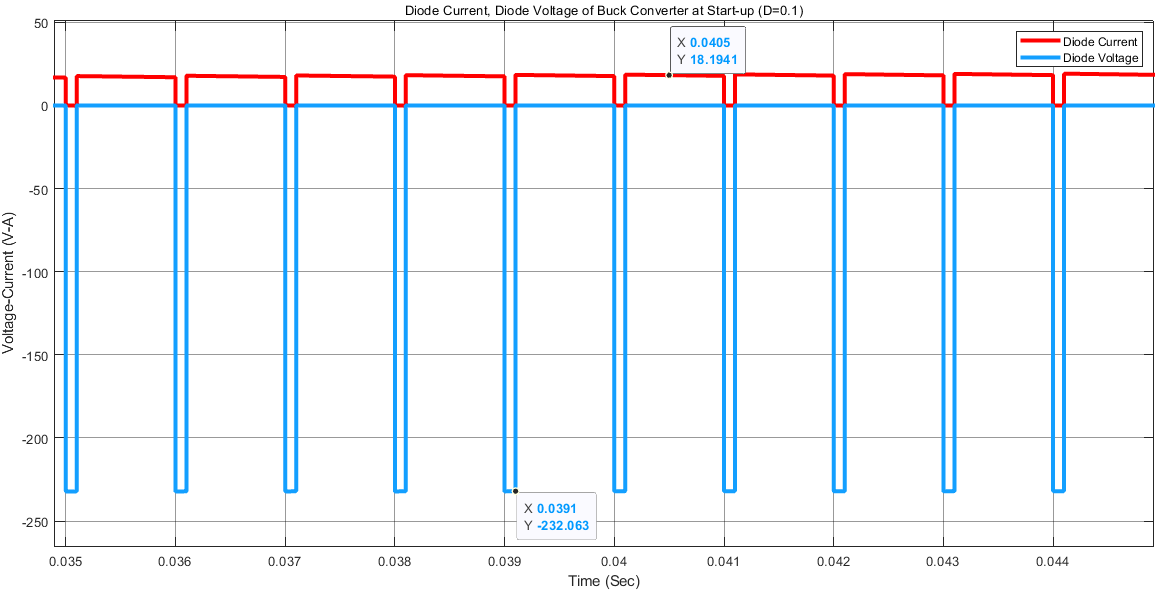 Diode Current, Diode Voltage of Buck Converter at Start-up (D=0.1)
50
0
-50
-100
-150
-200
-250
Voltage-Current (V-A)
X 0.0405
Y 18.1941
Diode Current
Diode Voltage
X 0.0391
Y -232.063
0.035 0.036 0.037 0.038 0.039 0.04 0.041 0.042 0.043 0.044
Time (Sec)